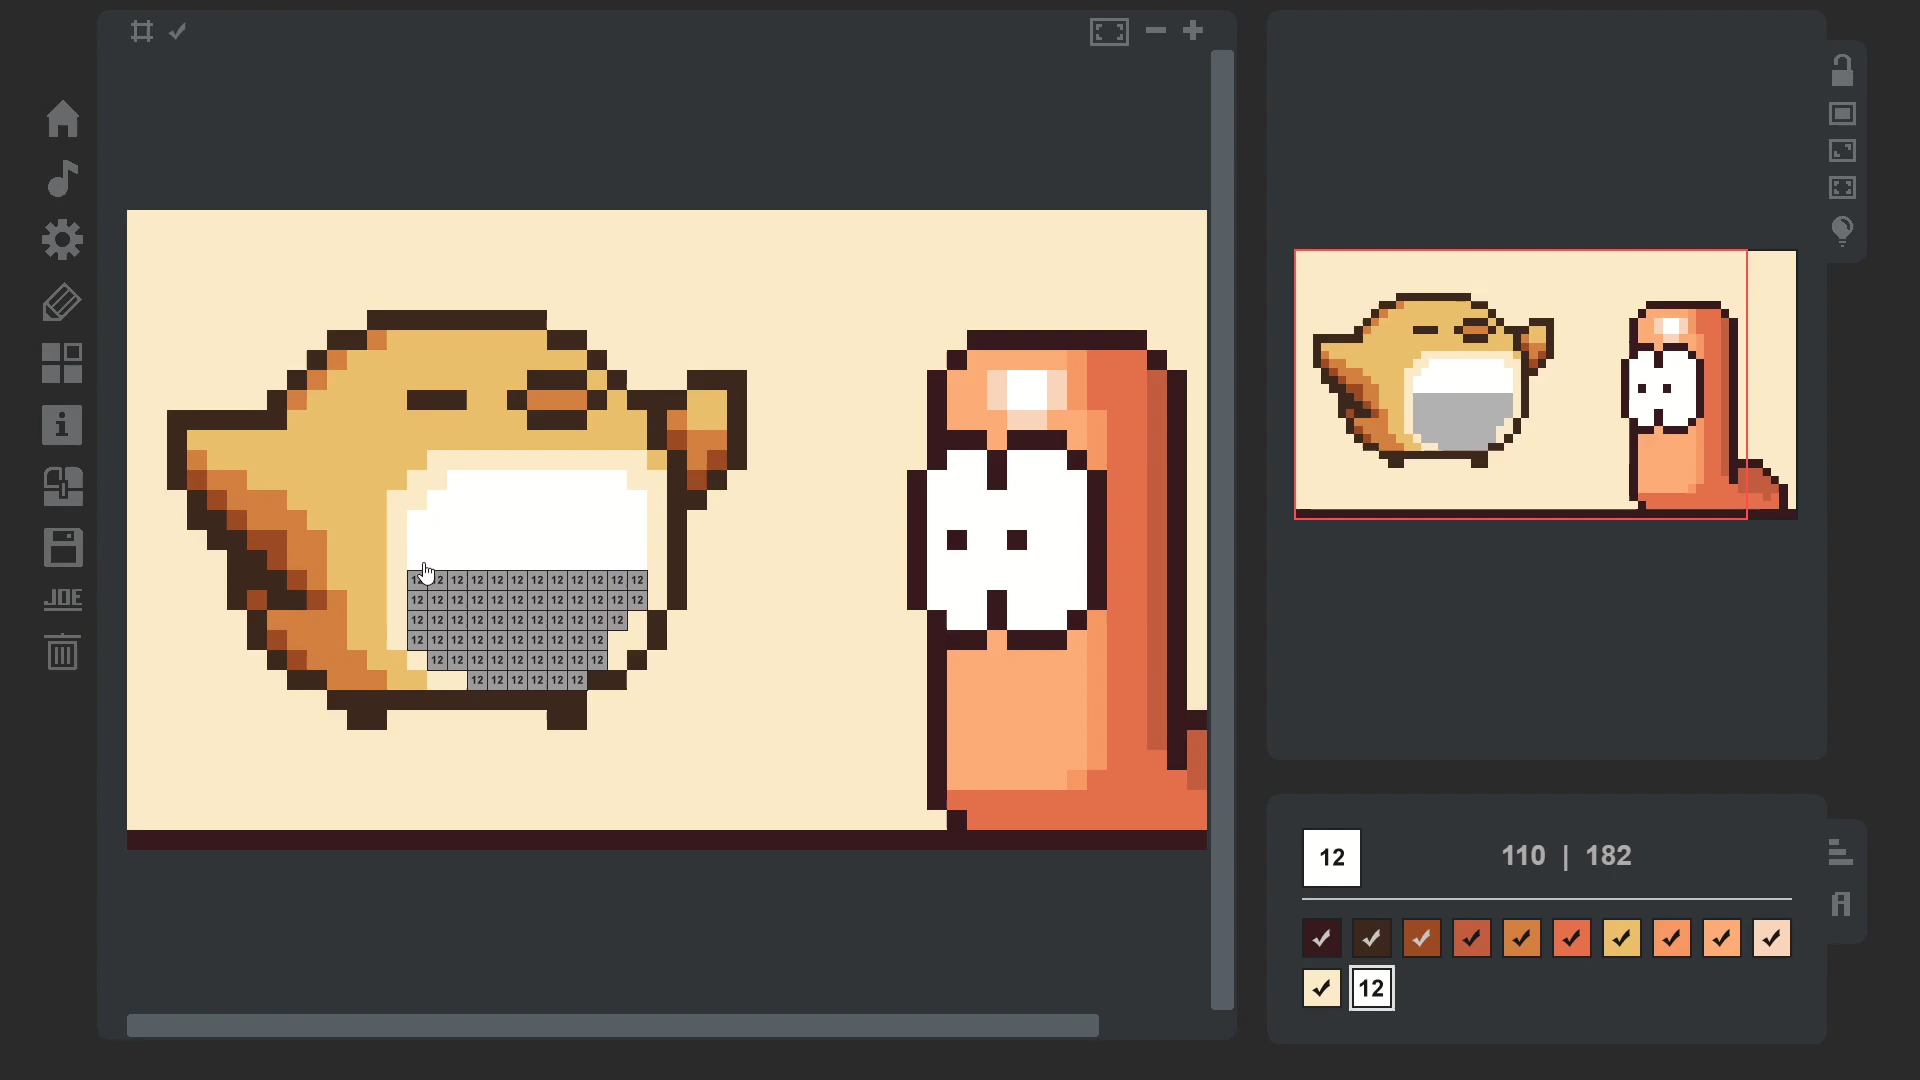 JOE
12 12 12 12 12 12 12 12 12 12 12 12
12 12 12 12 12 12 12 12 12 12 12 12
12 12 12 12 12 12 12 12 12 12 12
12 12 12 12 12 12 12 12 12 12
12 12 12 12 12 12 12 12 12
12 12 12 12 12 12
12
110 | 182
12